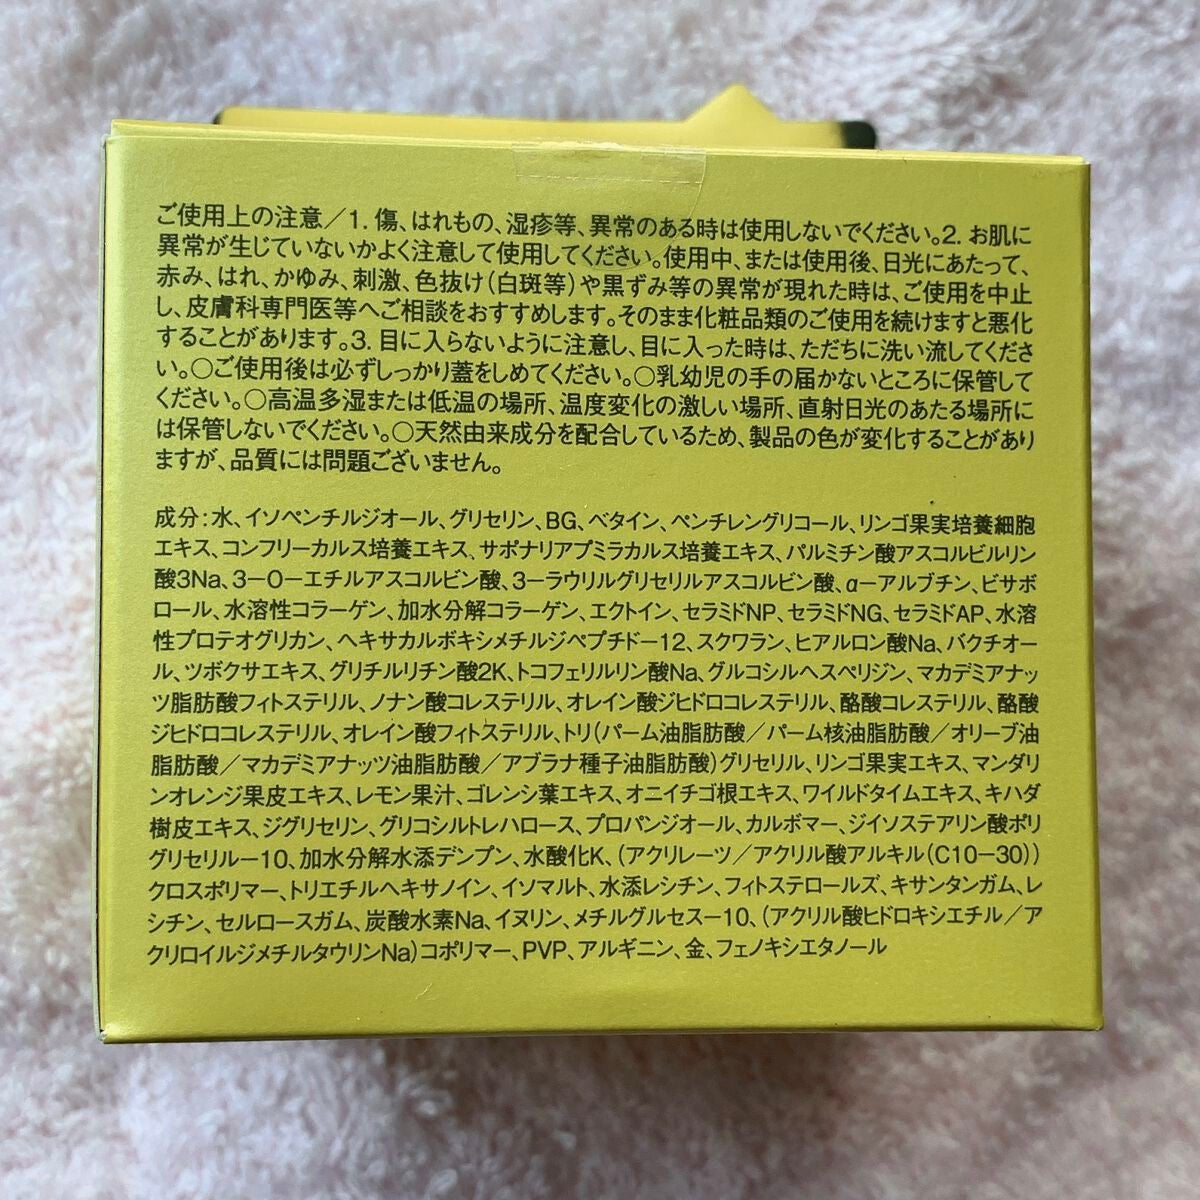 ご使用上の注意/1. 傷、はれもの、湿疹等、異常のある時は使用しないでください。2. お肌に
異常が生じていないかよく注意して使用してください。使用中、または使用後、日光にあたって、
赤み、はれ、かゆみ、刺激、色抜け(白斑等)や黒ずみ等の異常が現れた時は、ご使用を中止
し、皮膚科専門医等へご相談をおすすめします。そのまま化粧品類のご使用を続けますと悪化
することがあります。3. 目に入らないように注意し、目に入った時は、ただちに洗い流してくださ
い。○ご使用後は必ずしっかり蓋をしめてください。○乳幼児の手の届かないところに保管して
ください。○高温多湿または低温の場所、温度変化の激しい場所、直射日光のあたる場所に
は保管しないでください。○天然由来成分を配合しているため、製品の色が変化することがあり
ますが、品質には問題ございません。
成分:水、イソペンチルジオール、グリセリン、BG、ベタイン、ペンチレングリコール、リンゴ果実培養細胞
エキス、コンフリーカルス培養エキス、サポナリアプミラカルス培養エキス、パルミチン酸アスコルビルリン
酸3Na、3-O-エチルアスコルビン酸、3-ラウリルグリセリルアスコルビン酸、α-アルブチン、ビサボ
ロール、水溶性コラーゲン、加水分解コラーゲン、エクトイン、セラミドNP、セラミドNG、セラミドAP、水溶
性プロテオグリカン、ヘキサカルボキシメチルジペプチド-12、スクワラン、ヒアルロン酸Na、バクチオー
ル、ツボクサエキス、グリチルリチン酸2K、トコフェリルリン酸Na、グルコシルヘスペリジン、マカデミアナッ
ツ脂肪酸フィトステリル、ノナン酸コレステリル、オレイン酸ジヒドロコレステリル、酪酸コレステリル、酪酸
ジヒドロコレステリル、オレイン酸フィトステリル、トリ(パーム油脂肪酸/パーム核油脂肪酸/オリーブ油
脂肪酸/マカデミアナッツ油脂肪酸/アブラナ種子油脂肪酸)グリセリル、リンゴ果実エキス、マンダリ
ンオレンジ果皮エキス、レモン果汁、ゴレンシ葉エキス、オニイチゴ根エキス、ワイルドタイムエキス、キハダ
樹皮エキス、ジグリセリン、グリコシルトレハロース、プロパンジオール、カルボマー、ジイソステアリン酸ポリ
グリセリル-10、加水分解水添デンプン、水酸化K、(アクリレーツ/アクリル酸アルキル(C10-30))
クロスポリマー、トリエチルヘキサノイン、イソマルト、水添レシチン、フィトステロールズ、キサンタンガム、レ
シチン、セルロースガム、炭酸水素Na、イヌリン、メチルグルセス-10、(アクリル酸ヒドロキシエチル/ア
クリロイルジメチルタウリンNa)コポリマー、PVP、アルギニン、金、フェノキシエタノール